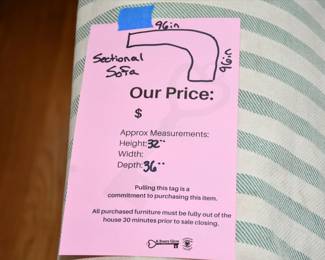 96in
96in
Sectional
Sofa
Our Price:
$
Approx Measurements:
Height: 32"
Width:
Depth: 36"
Pulling this tag is a
commitment to purchasing this item.
All purchased furniture must be fully out of the
house 30 minutes prior to sale closing.